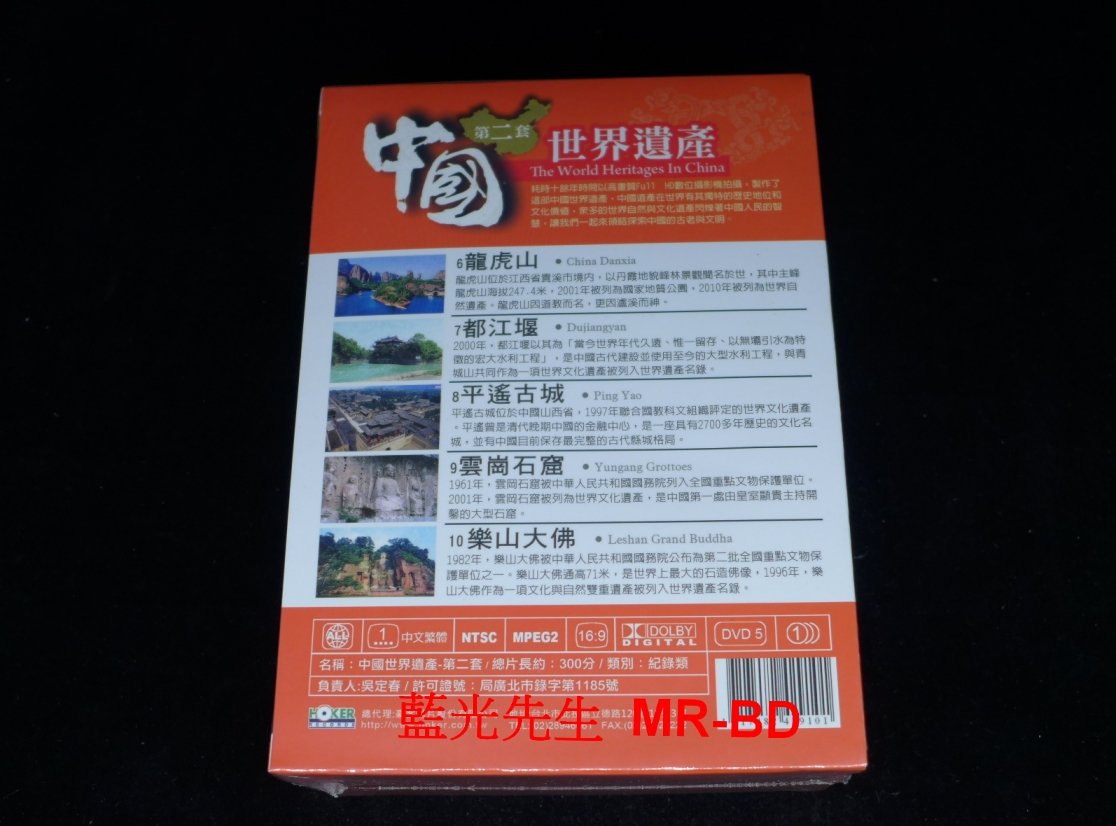 中國
第二套
世界遺產
The World Heritages In China
耗時十餘年時間以高畫質Full HD數位攝影機拍攝，製作了
這部中國世界遺產、中國遺產在世界有其獨特的歷史地位和
文化價值，眾多的世界自然與文化遺產閃爍著中國人民的智
慧，讓我們一起來領略探索中國的古老與文明。
6龍虎山 ● China Danxia
龍虎山位於江西省貴溪市境內，以丹霞地貌峰林景觀聞名於世，其中主峰
龍虎山海拔247.4米，2001年被列為國家地質公園，2010年被列為世界自
然遺產。龍虎山因道教而名，更因瀘溪而神。
7都江堰 ● Dujiangyan
2000年，都江堰以其為「當今世界年代久遠、惟一留存、以無壩引水為特
徵的宏大水利工程」，是中國古代建設並使用至今的大型水利工程，與青
城山共同作為一項世界文化遺產被列入世界遺產名錄。
8平遙古城 ● Ping Yao
平遙古城位於中國山西省，1997年聯合國教科文組織評定的世界文化遺產
。平遙曾是清代晚期中國的金融中心，是一座具有2700多年歷史的文化名
城，並有中國目前保存最完整的古代縣城格局。
9雲崗石窟 ● Yungang Grottoes
1961年，雲岡石窟被中華人民共和國國務院列入全國重點文物保護單位。
2001年，雲岡石窟被列為世界文化遺產，是中國第一處由皇室顯貴主持開
鑿的大型石窟。
10樂山大佛 ● Leshan Grand Buddha
1982年，樂山大佛被中華人民共和國國務院公布為第二批全國重點文物保
護單位之一。樂山大佛通高71米，是世界上最大的石造佛像，1996年，樂
山大佛作為一項文化與自然雙重遺產被列入世界遺產名錄。
ALL 1 中文繁體 NTSC MPEG2 16:9 DOLBY DIGITAL DVD 5 1
名稱：中國世界遺產-第二套/總片長約：300分/類別：紀錄類
負責人:吳定春/許可證號：局廣北市錄字第1185號
HOKER RECORDS
總代理:
藍光先生 MR-BD